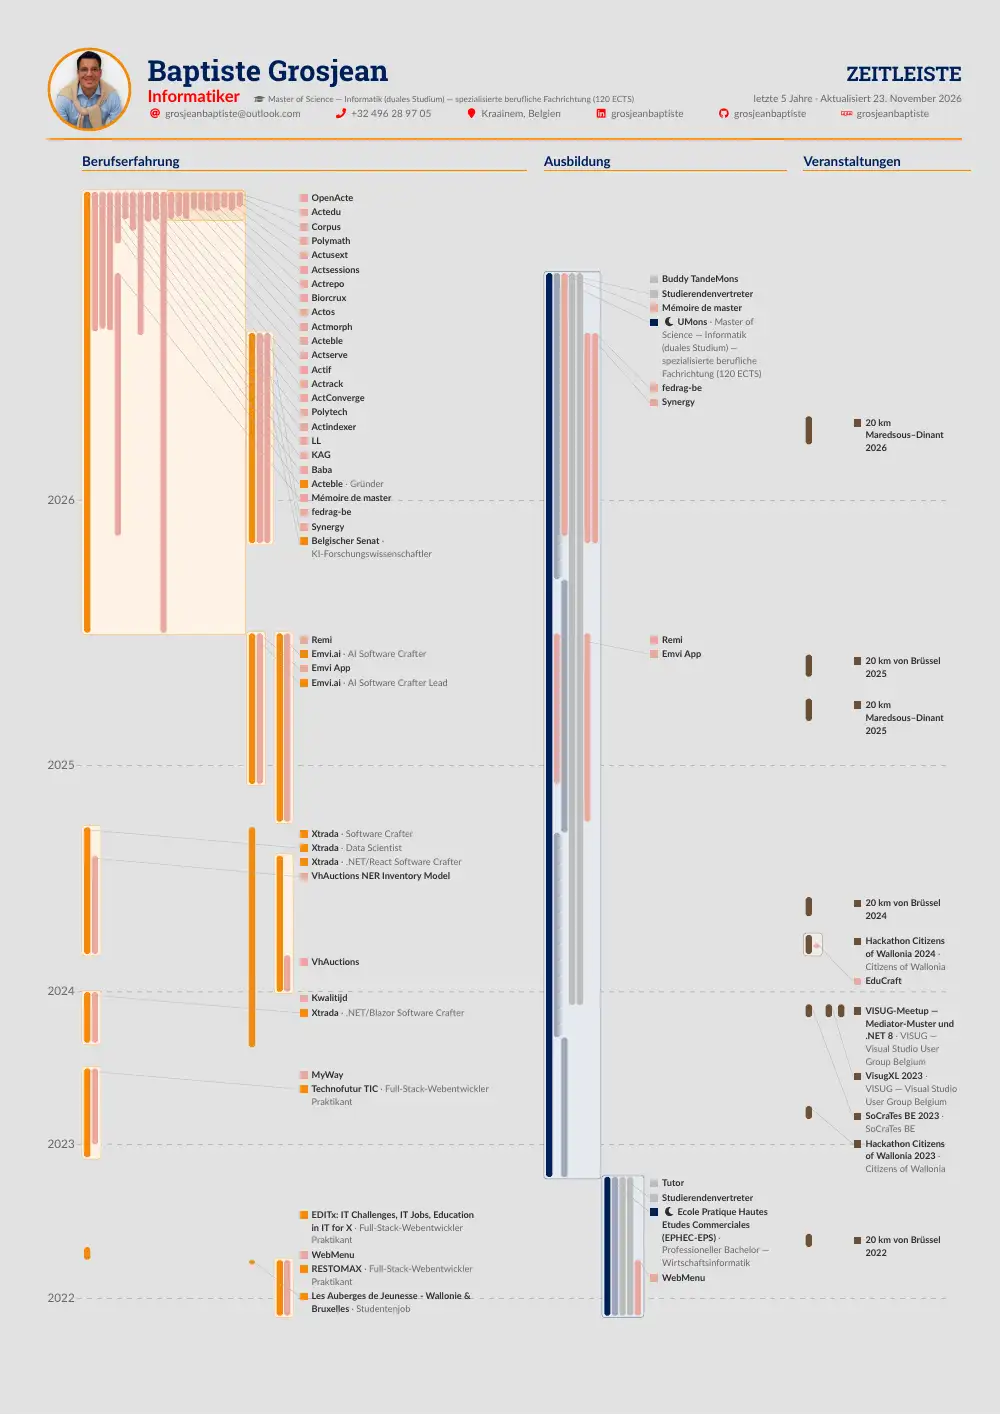 Baptiste Grosjean
ZEITLEISTE
Informatiker
Master of Science — Informatik (duales Studium) — spezialisierte berufliche Fachrichtung (120 ECTS)
letzte 5 Jahre · Aktualisiert 23. November 2026
grosjeanbaptiste@outlook.com
+32 496 28 97 05
Kraainem, Belgien
grosjeanbaptiste
grosjeanbaptiste
grosjeanbaptiste
Berufserfahrung
OpenActe
Actedu
Corpus
Polymath
Actusext
Actsessions
Actrepo
Biorcrux
Actos
Actmorph
Acteble
Actserve
Actif
Actrack
ActConverge
Polytech
Actindexer
LL
KAG
Baba
Acteble · Gründer
Mémoire de master
fedrag-be
Synergy
Belgischer Senat ·
KI-Forschungswissenschaftler
2026
Remi
Emvi.ai · AI Software Crafter
Emvi App
Emvi.ai · AI Software Crafter Lead
2025
Xtrada · Software Crafter
Xtrada · Data Scientist
Xtrada · .NET/React Software Crafter
VhAuctions NER Inventory Model
VhAuctions
2024
Kwalitijd
Xtrada · .NET/Blazor Software Crafter
MyWay
Technofutur TIC · Full-Stack-Webentwickler
Praktikant
2023
EDITx: IT Challenges, IT Jobs, Education
in IT for X · Full-Stack-Webentwickler
Praktikant
WebMenu
RESTOMAX · Full-Stack-Webentwickler
Praktikant
Les Auberges de Jeunesse - Wallonie &
Bruxelles · Studentenjob
2022
Ausbildung
Buddy TandeMons
Studierendenvertreter
Mémoire de master
UMons · Master of
Science — Informatik
(duales Studium) —
spezialisierte berufliche
Fachrichtung (120 ECTS)
fedrag-be
Synergy
Remi
Emvi App
Tutor
Studierendenvertreter
Ecole Pratique Hautes
Etudes Commerciales
(EPHEC-EPS) ·
Professioneller Bachelor —
Wirtschaftsinformatik
WebMenu
Veranstaltungen
20 km
Maredsous–Dinant
2026
20 km von Brüssel
2025
20 km
Maredsous–Dinant
2025
20 km von Brüssel
2024
Hackathon Citizens
of Wallonia 2024 ·
Citizens of Wallonia
EduCraft
VISUG-Meetup —
Mediator-Muster und
.NET 8 · VISUG —
Visual Studio User
Group Belgium
VisugXL 2023 ·
VISUG — Visual Studio
User Group Belgium
SoCraTes BE 2023 ·
SoCraTes BE
Hackathon Citizens
of Wallonia 2023 ·
Citizens of Wallonia
20 km von Brüssel
2022